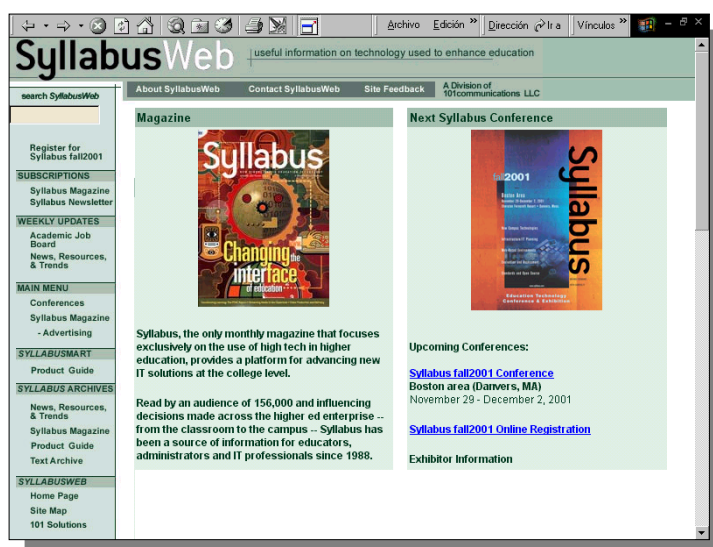 Archivo Edición » Dirección Ir a Vínculos »
SyllabusWeb
useful information on technology used to enhance education
About SyllabusWeb Contact SyllabusWeb Site Feedback A Division of
101communications LLC
search SyllabusWeb
Register for
Syllabus fall2001
SUBSCRIPTIONS
Syllabus Magazine
Syllabus Newsletter
WEEKLY UPDATES
Academic Job
Board
News, Resources,
& Trends
MAIN MENU
Conferences
Syllabus Magazine
- Advertising
SYLLABUSMART
Product Guide
SYLLABUS ARCHIVES
News, Resources,
& Trends
Syllabus Magazine
Product Guide
Text Archive
SYLLABUSWEB
Home Page
Site Map
101 Solutions
Magazine
Syllabus
Changing the
interface
of education
Syllabus, the only monthly magazine that focuses
exclusively on the use of high tech in higher
education, provides a platform for advancing new
IT solutions at the college level.
Read by an audience of 156,000 and influencing
decisions made across the higher ed enterprise --
from the classroom to the campus -- Syllabus has
been a source of information for educators,
administrators and IT professionals since 1988.
Next Syllabus Conference
fall2001
Syllabus
Boston Area
Education Technology
Conference & Exhibition
Upcoming Conferences:
Syllabus fall2001 Conference
Boston area (Danvers, MA)
November 29 - December 2, 2001
Syllabus fall2001 Online Registration
Exhibitor Information